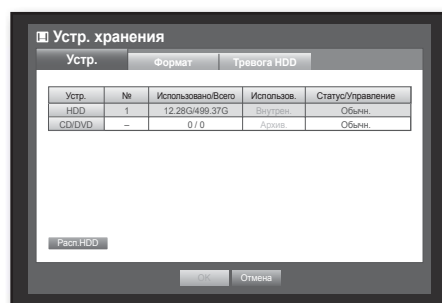 Устр. хранения
Устр. Формат Тревога HDD
Устр. № Использовано/Всего Использов. Статус/Управление
HDD 1 12.28G/499.37G Внутрен. Обычн.
CD/DVD – 0 / 0 Архив. Обычн.
Расп.HDD
OK Отмена